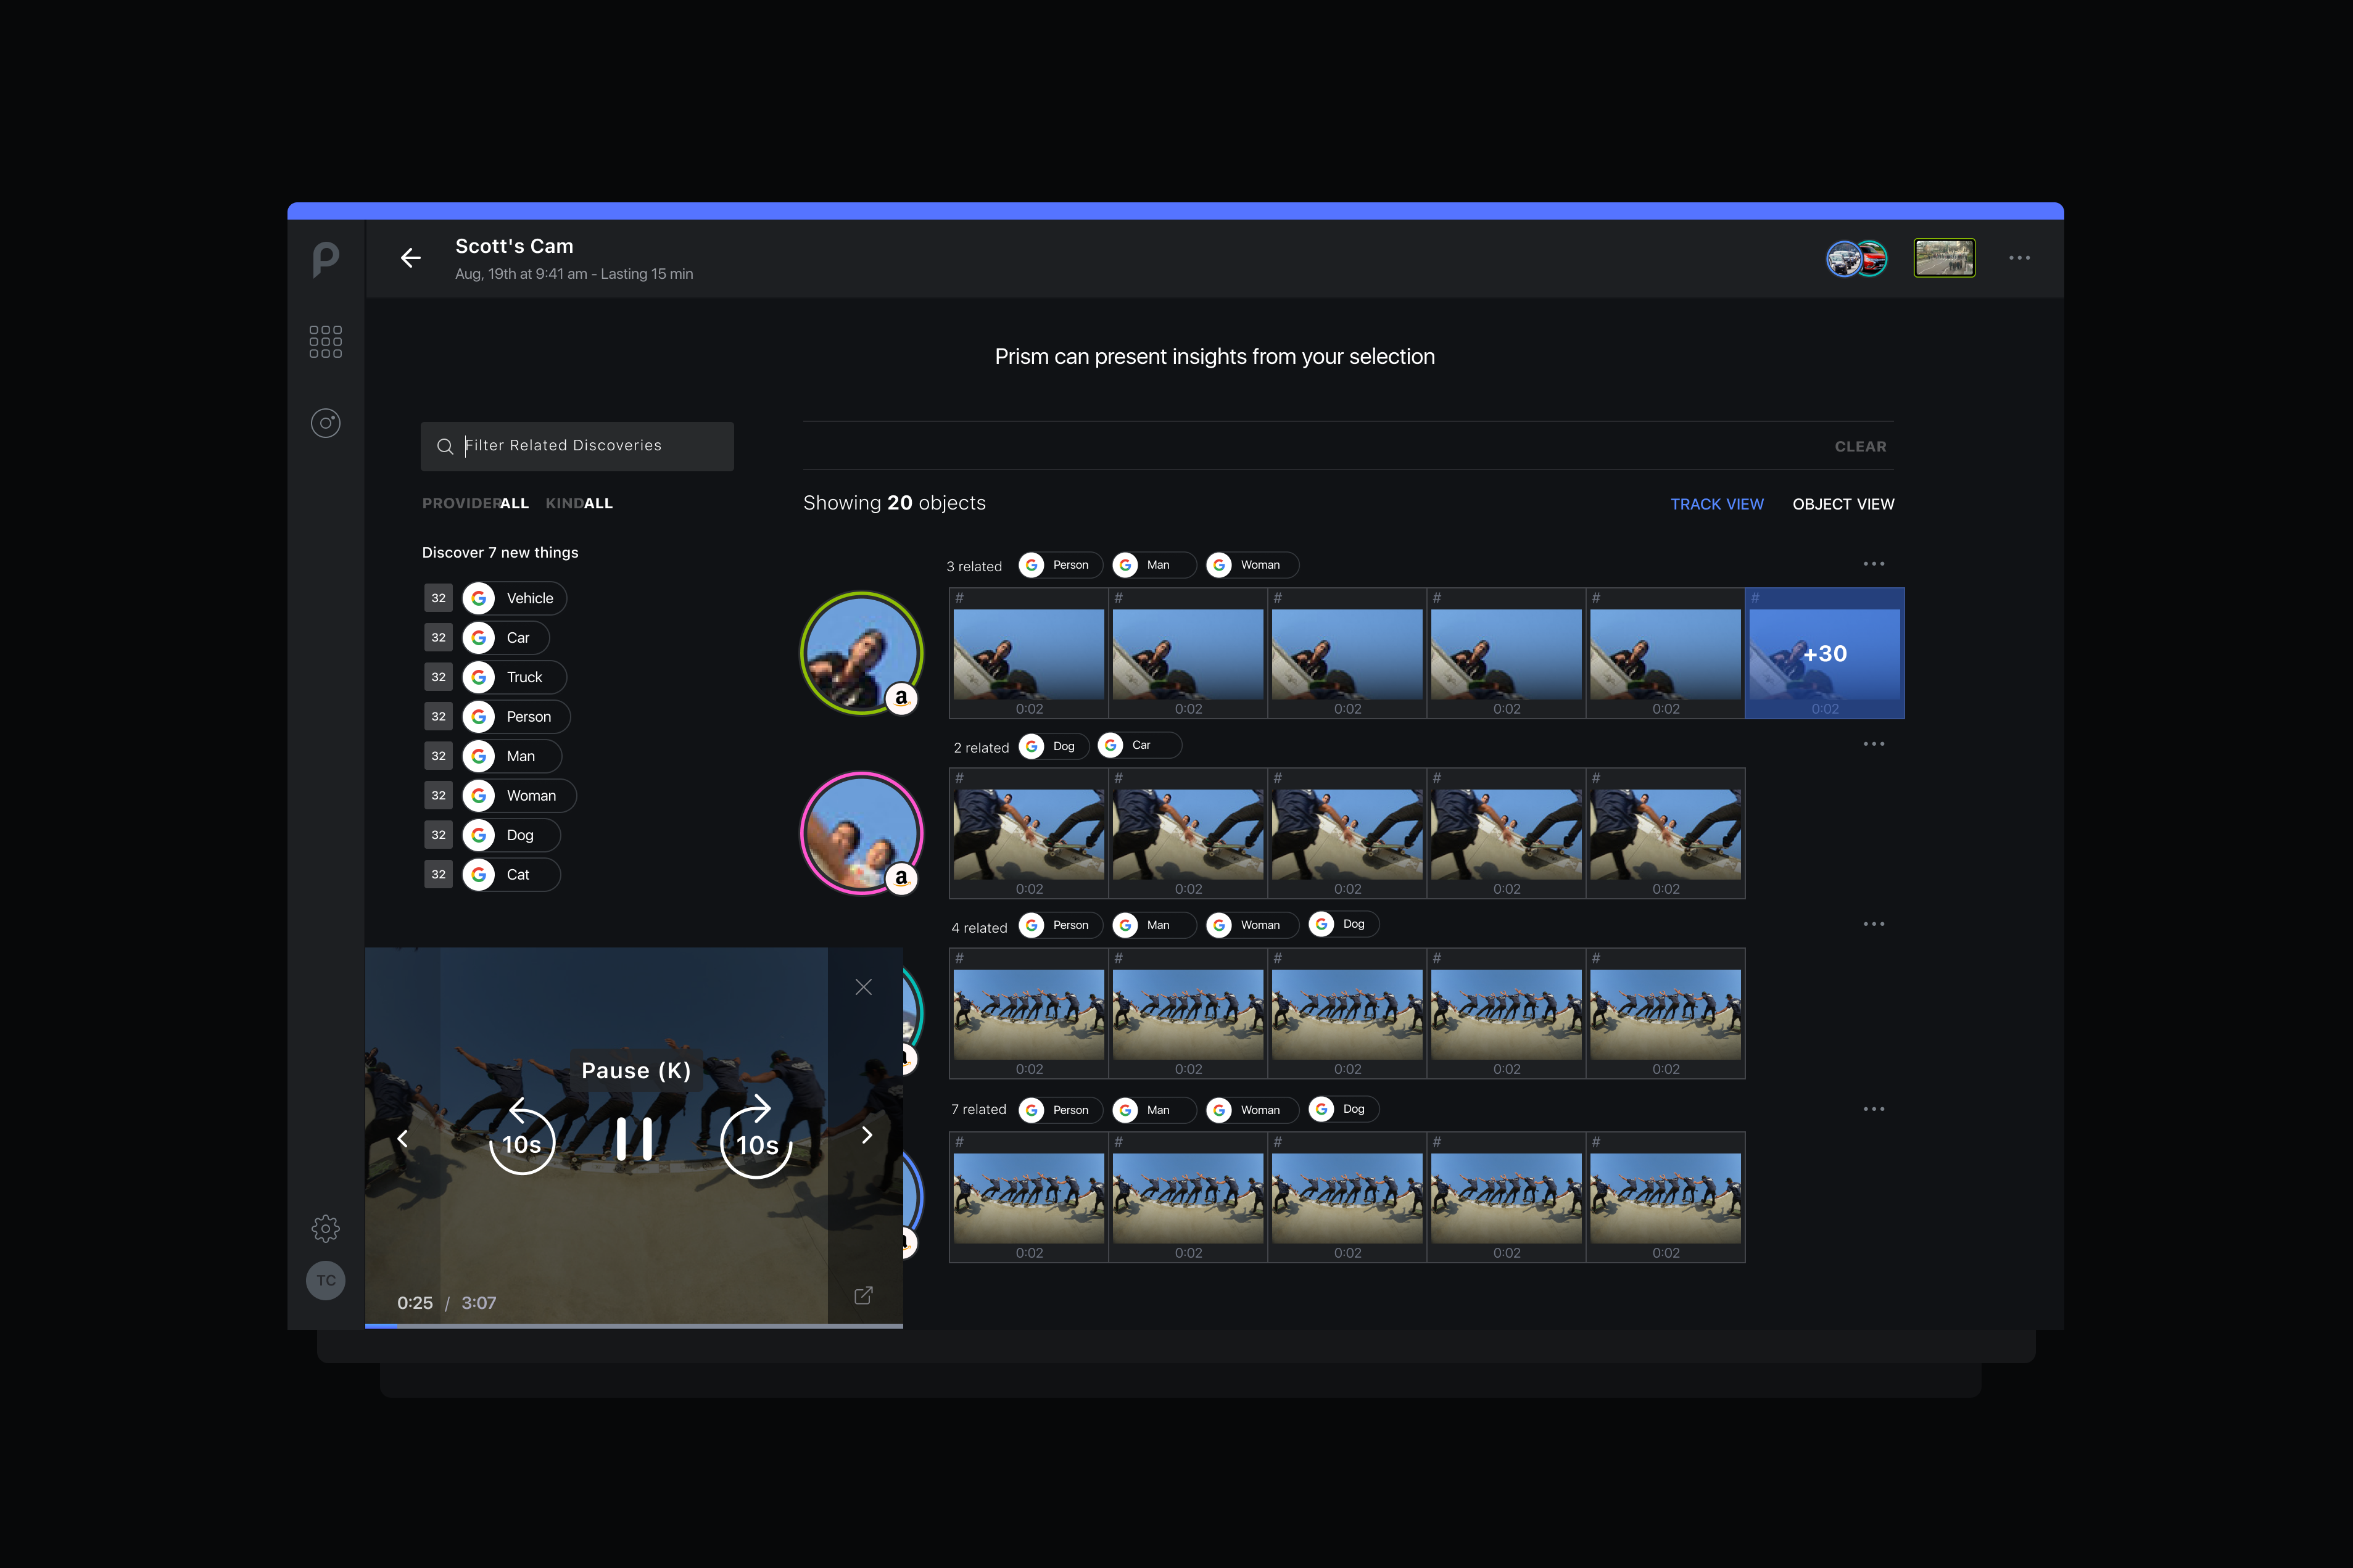 Scott's Cam
Aug, 19th at 9:41 am - Lasting 15 min
Prism can present insights from your selection
Filter Related Discoveries
CLEAR
PROVIDERALL KINDALL
Showing 20 objects
TRACK VIEW OBJECT VIEW
Discover 7 new things
32 Vehicle
32 Car
32 Truck
32 Person
32 Man
32 Woman
32 Dog
32 Cat
3 related Person Man Woman
# # # # # #
+30
0:02 0:02 0:02 0:02 0:02 0:02
2 related Dog Car
# # # # #
0:02 0:02 0:02 0:02 0:02
4 related Person Man Woman Dog
# # # # #
0:02 0:02 0:02 0:02 0:02
7 related Person Man Woman Dog
# # # # #
0:02 0:02 0:02 0:02 0:02
Pause (K)
10s 10s
0:25 / 3:07
TC